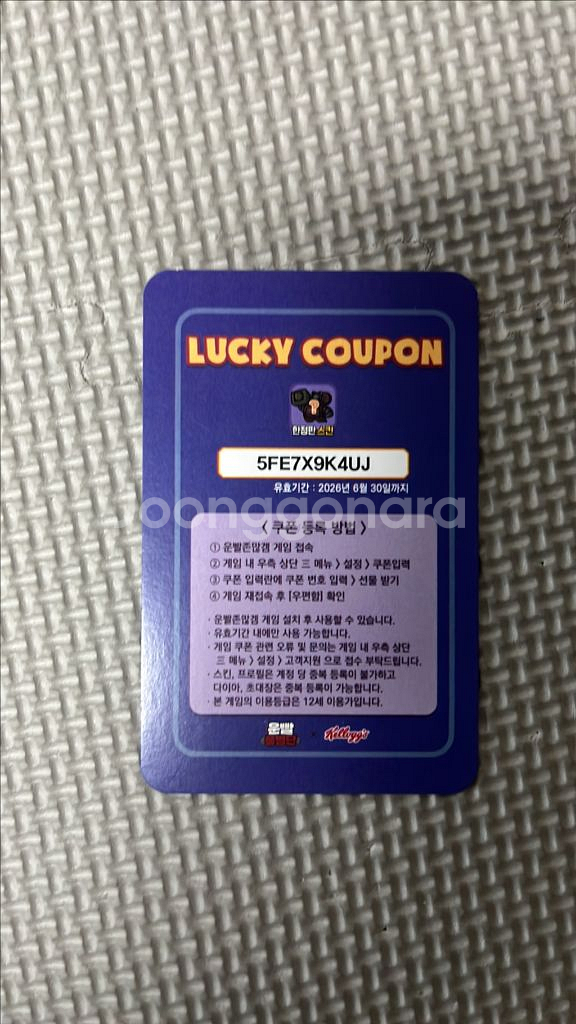 LUCKY COUPON
한정판 스킨
5FE7X9K4UJ
유효기간 : 2026년 6월 30일까지
joonggonara
< 쿠폰 등록 방법 >
① 운빨존많겜 게임 접속
② 게임 내 우측 상단 三 메뉴 > 설정 > 쿠폰입력
③ 쿠폰 입력란에 쿠폰 번호 입력 > 선물 받기
④ 게임 재접속 후 [우편함] 확인
· 운빨존많겜 게임 설치 후 사용할 수 있습니다.
· 유효기간 내에만 사용 가능합니다.
· 게임 쿠폰 관련 오류 및 문의는 게임 내 우측 상단
三 메뉴 > 설정 > 고객지원 으로 접수 부탁드립니다.
· 스킨, 프로필은 계정 당 중복 등록이 불가하고
다이아, 초대장은 중복 등록이 가능합니다.
· 본 게임의 이용등급은 12세 이용가입니다.
운빨
× Kellogg's